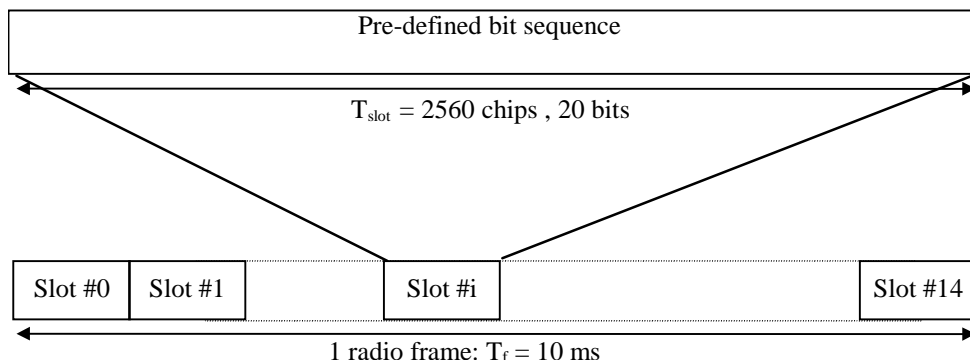 Pre-defined bit sequence
T_slot = 2560 chips , 20 bits
Slot #0 Slot #1 Slot #i Slot #14
1 radio frame: T_f = 10 ms